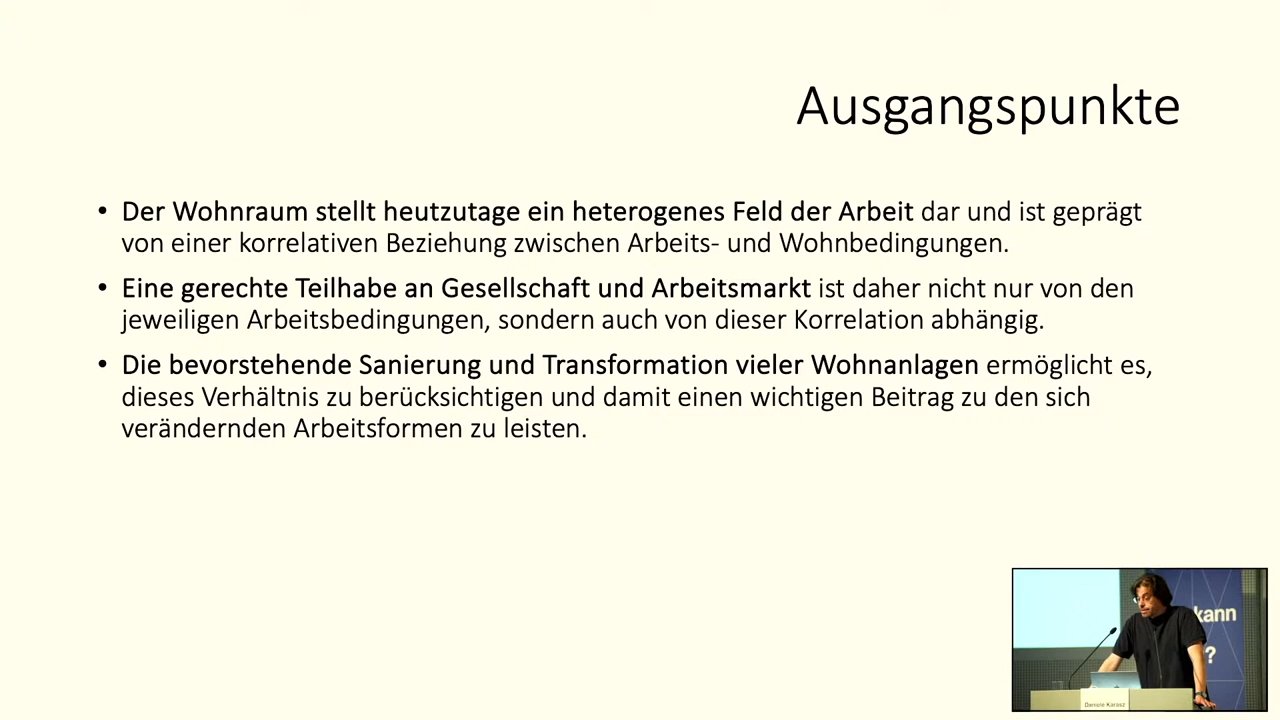 Ausgangspunkte
• Der Wohnraum stellt heutzutage ein heterogenes Feld der Arbeit dar und ist geprägt
von einer korrelativen Beziehung zwischen Arbeits- und Wohnbedingungen.
• Eine gerechte Teilhabe an Gesellschaft und Arbeitsmarkt ist daher nicht nur von den
jeweiligen Arbeitsbedingungen, sondern auch von dieser Korrelation abhängig.
• Die bevorstehende Sanierung und Transformation vieler Wohnanlagen ermöglicht es,
dieses Verhältnis zu berücksichtigen und damit einen wichtigen Beitrag zu den sich
verändernden Arbeitsformen zu leisten.
kann
?
Daniele Karasz